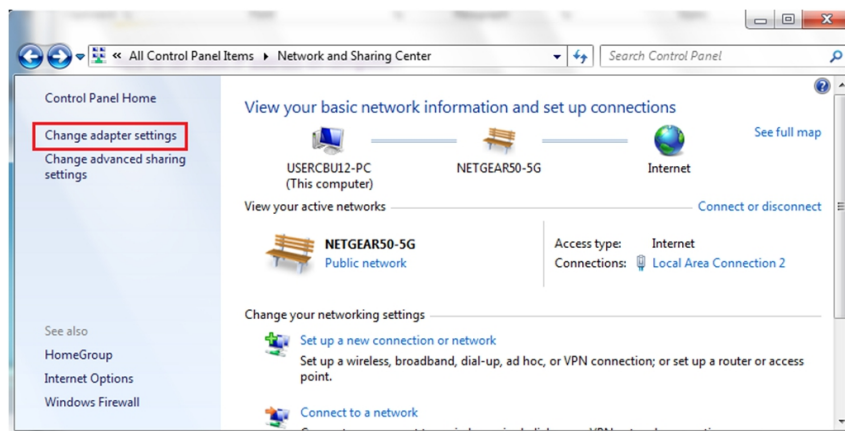 « All Control Panel Items ▸ Network and Sharing Center
Search Control Panel
Control Panel Home
Change adapter settings
Change advanced sharing
settings
See also
HomeGroup
Internet Options
Windows Firewall
View your basic network information and set up connections
See full map
USERCBU12-PC
(This computer)
NETGEAR50-5G
Internet
View your active networks
Connect or disconnect
NETGEAR50-5G
Public network
Access type: Internet
Connections: Local Area Connection 2
Change your networking settings
Set up a new connection or network
Set up a wireless, broadband, dial-up, ad hoc, or VPN connection; or set up a router or access
point.
Connect to a network